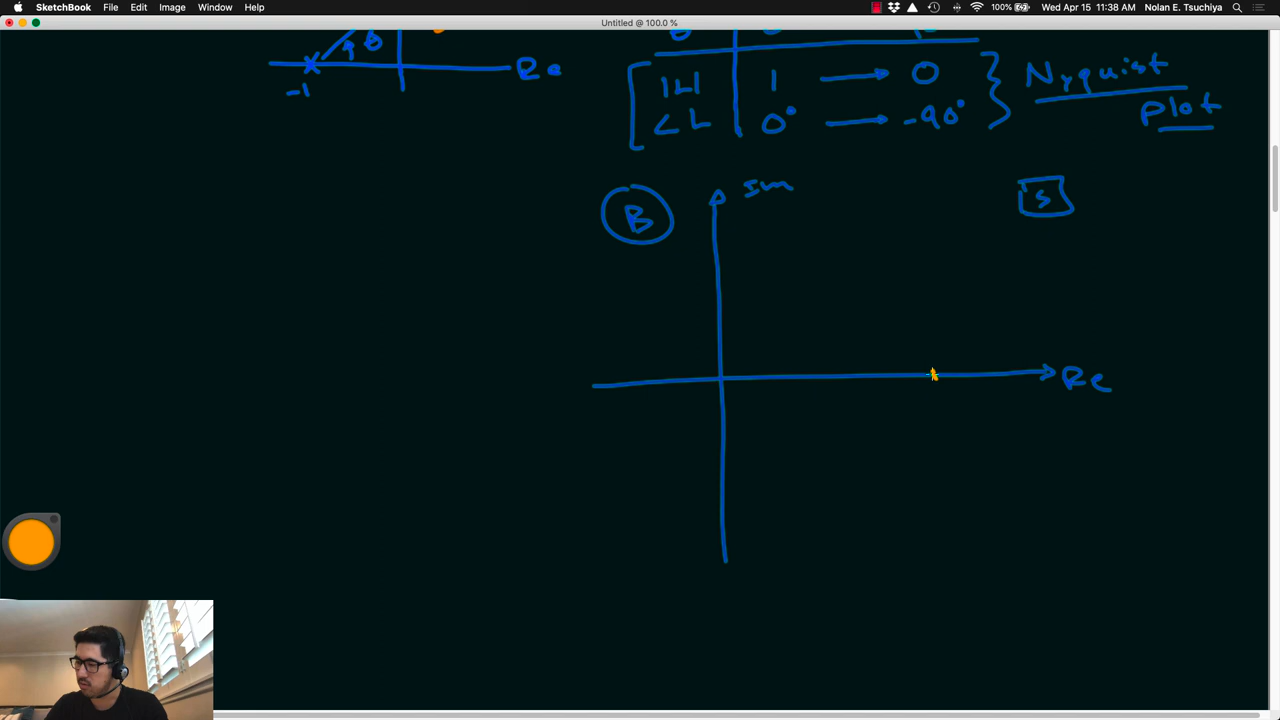 SketchBook File Edit Image Window Help 100% Wed Apr 15 11:38 AM Nolan E. Tsuchiya
Untitled @ 100.0 %
Re
-1
|L| 1 → 0
∠ L 0° → -90°
Nyquist
Plot
B
Im
s
Re